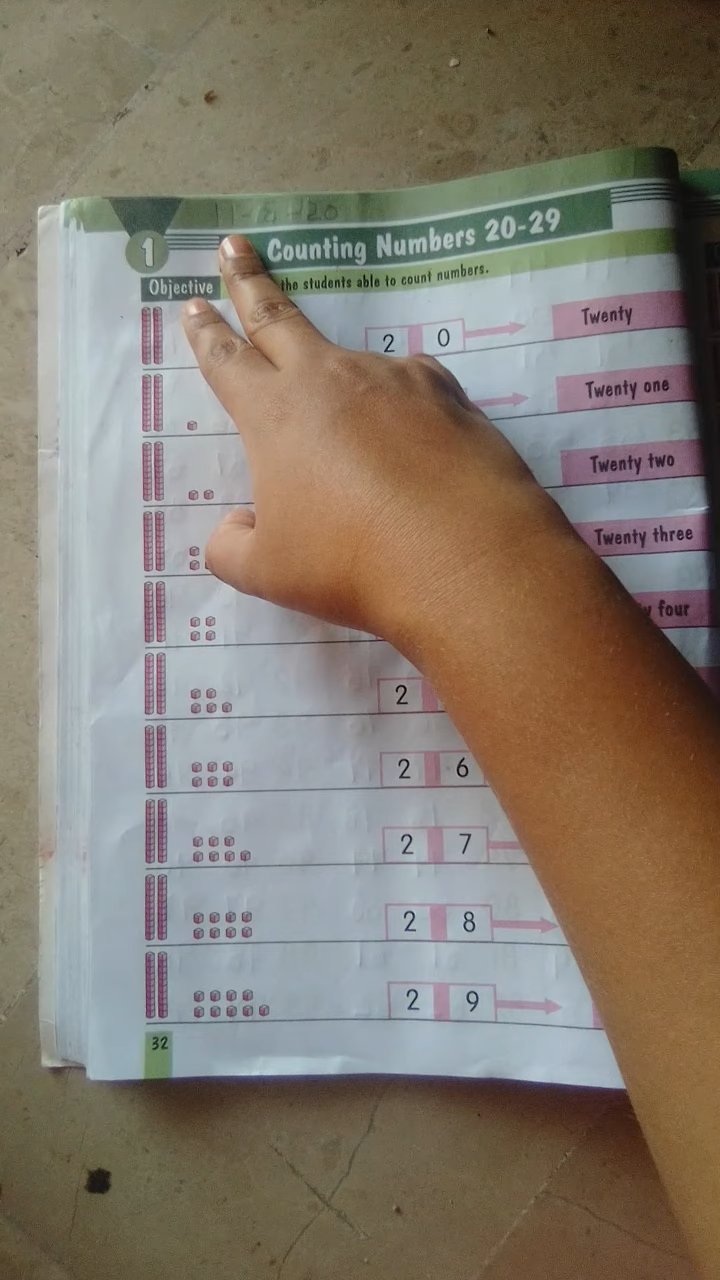 1
Counting Numbers 20-29
Objective the students able to count numbers.
2 0 Twenty
Twenty one
Twenty two
Twenty three
four
2
2 6
2 7
2 8
2 9
32